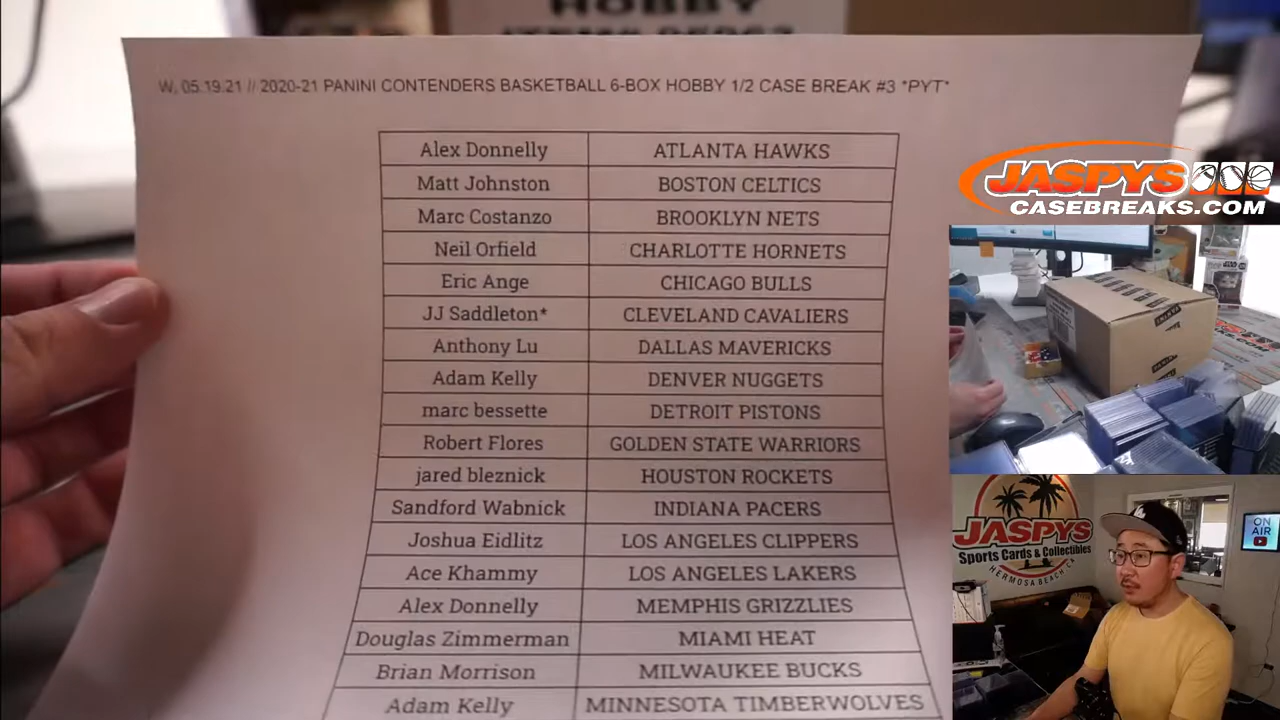 HOBBY
W, 05.19.21 // 2020-21 PANINI CONTENDERS BASKETBALL 6-BOX HOBBY 1/2 CASE BREAK #3 *PYT*
Alex Donnelly ATLANTA HAWKS
Matt Johnston BOSTON CELTICS
Marc Costanzo BROOKLYN NETS
Neil Orfield CHARLOTTE HORNETS
Eric Ange CHICAGO BULLS
JJ Saddleton* CLEVELAND CAVALIERS
Anthony Lu DALLAS MAVERICKS
Adam Kelly DENVER NUGGETS
marc bessette DETROIT PISTONS
Robert Flores GOLDEN STATE WARRIORS
jared bleznick HOUSTON ROCKETS
Sandford Wabnick INDIANA PACERS
Joshua Eidlitz LOS ANGELES CLIPPERS
Ace Khammy LOS ANGELES LAKERS
Alex Donnelly MEMPHIS GRIZZLIES
Douglas Zimmerman MIAMI HEAT
Brian Morrison MILWAUKEE BUCKS
Adam Kelly MINNESOTA TIMBERWOLVES
JASPYS
CASEBREAKS.COM
JASPYS
Sports Cards & Collectibles
HERMOSA BEACH, CA
ON
AIR